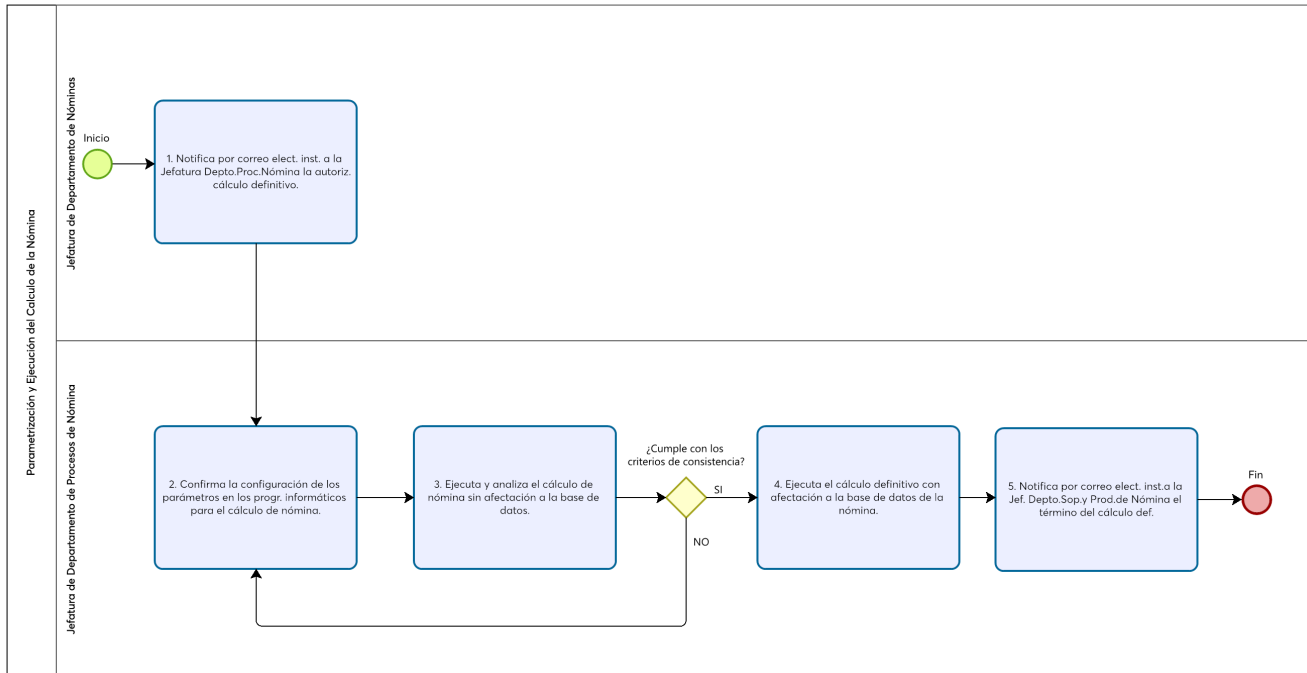 Parametrización y Ejecución del Calculo de la Nómina
Jefatura de Departamento de Nóminas
Inicio
1. Notifica por correo elect. inst. a la
Jefatura Depto.Proc.Nómina la autoriz.
cálculo definitivo.
Jefatura de Departamento de Procesos de Nómina
2. Confirma la configuración de los
parámetros en los progr. informáticos
para el cálculo de nómina.
3. Ejecuta y analiza el cálculo de
nómina sin afectación a la base de
datos.
¿Cumple con los
criterios de consistencia?
SI
NO
4. Ejecuta el cálculo definitivo con
afectación a la base de datos de la
nómina.
5. Notifica por correo elect. inst.a la
Jef. Depto.Sop.y Prod.de Nómina el
término del cálculo def.
Fin